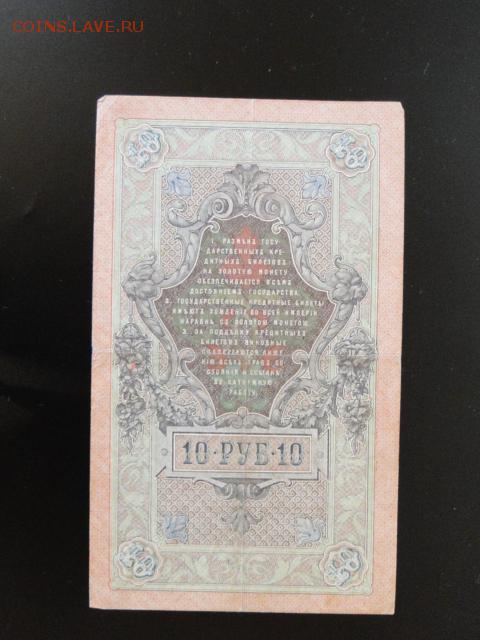 COINS.LAVE.RU
1. РАЗМѢНЪ ГОСУ-
ДАРСТВЕННЫХЪ КРЕ-
ДИТНЫХЪ БИЛЕТОВЪ
НА ЗОЛОТУЮ МОНЕТУ
ОБЕЗПЕЧИВАЕТСЯ ВСѢМЪ
ДОСТОЯНІЕМЪ ГОСУДАРСТВА.
2. ГОСУДАРСТВЕННЫЕ КРЕДИТНЫЕ БИЛЕТЫ
ИМѢЮТЪ ХОЖДЕНІЕ ВО ВСЕЙ ИМПЕРІИ
НАРАВНѢ СЪ ЗОЛОТОЮ МОНЕТОЮ.
3. ЗА ПОДДѢЛКУ КРЕДИТНЫХЪ
БИЛЕТОВЪ ВИНОВНЫЕ
ПОДВЕРГАЮТСЯ ЛИШЕ-
НІЮ ВСѢХЪ ПРАВЪ СО-
СТОЯНІЯ И ССЫЛКѢ
ВЪ КАТОРЖНУЮ
РАБОТУ.
10·РУБ·10